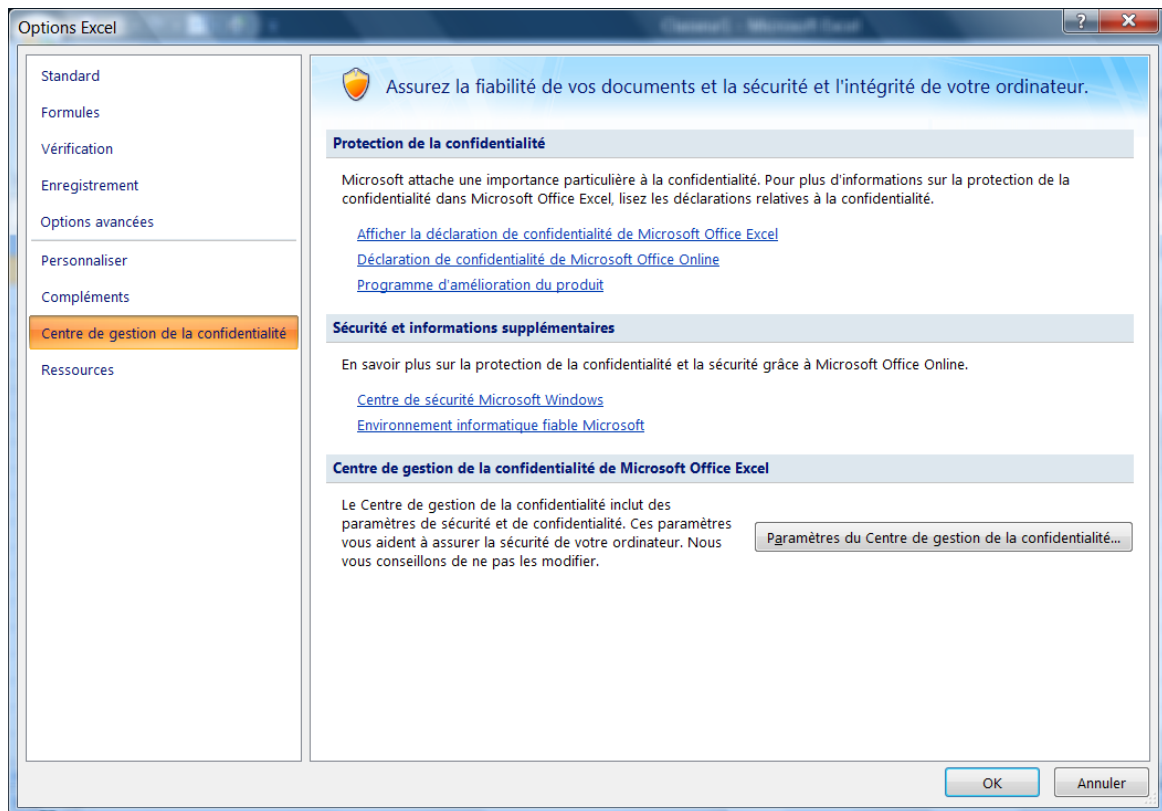 Options Excel
Classeur1 - Microsoft Excel
Standard
Formules
Vérification
Enregistrement
Options avancées
Personnaliser
Compléments
Centre de gestion de la confidentialité
Ressources
Assurez la fiabilité de vos documents et la sécurité et l'intégrité de votre ordinateur.
Protection de la confidentialité
Microsoft attache une importance particulière à la confidentialité. Pour plus d'informations sur la protection de la
confidentialité dans Microsoft Office Excel, lisez les déclarations relatives à la confidentialité.
Afficher la déclaration de confidentialité de Microsoft Office Excel
Déclaration de confidentialité de Microsoft Office Online
Programme d'amélioration du produit
Sécurité et informations supplémentaires
En savoir plus sur la protection de la confidentialité et la sécurité grâce à Microsoft Office Online.
Centre de sécurité Microsoft Windows
Environnement informatique fiable Microsoft
Centre de gestion de la confidentialité de Microsoft Office Excel
Le Centre de gestion de la confidentialité inclut des
paramètres de sécurité et de confidentialité. Ces paramètres
vous aident à assurer la sécurité de votre ordinateur. Nous
vous conseillons de ne pas les modifier.
Paramètres du Centre de gestion de la confidentialité...
OK
Annuler